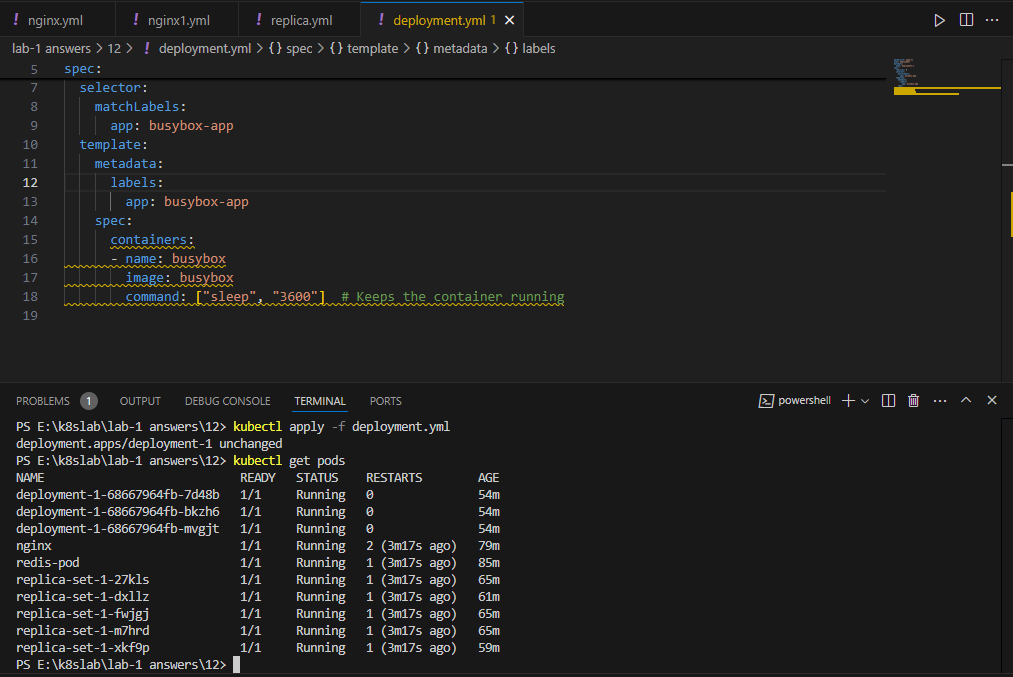 ! nginx.yml ! nginx1.yml ! replica.yml ! deployment.yml 1 ×
lab-1 answers > 12 > ! deployment.yml > {} spec > {} template > {} metadata > {} labels
5 spec:
7 selector:
8 matchLabels:
9 app: busybox-app
10 template:
11 metadata:
12 labels:
13 app: busybox-app
14 spec:
15 containers:
16 - name: busybox
17 image: busybox
18 command: ["sleep", "3600"] # Keeps the container running
19
PROBLEMS 1 OUTPUT DEBUG CONSOLE TERMINAL PORTS powershell
PS E:\k8slab\lab-1 answers\12> kubectl apply -f deployment.yml
deployment.apps/deployment-1 unchanged
PS E:\k8slab\lab-1 answers\12> kubectl get pods
NAME READY STATUS RESTARTS AGE
deployment-1-68667964fb-7d48b 1/1 Running 0 54m
deployment-1-68667964fb-bkzh6 1/1 Running 0 54m
deployment-1-68667964fb-mvgjt 1/1 Running 0 54m
nginx 1/1 Running 2 (3m17s ago) 79m
redis-pod 1/1 Running 1 (3m17s ago) 85m
replica-set-1-27kls 1/1 Running 1 (3m17s ago) 65m
replica-set-1-dxllz 1/1 Running 1 (3m17s ago) 61m
replica-set-1-fwjgj 1/1 Running 1 (3m17s ago) 65m
replica-set-1-m7hrd 1/1 Running 1 (3m17s ago) 65m
replica-set-1-xkf9p 1/1 Running 1 (3m17s ago) 59m
PS E:\k8slab\lab-1 answers\12>